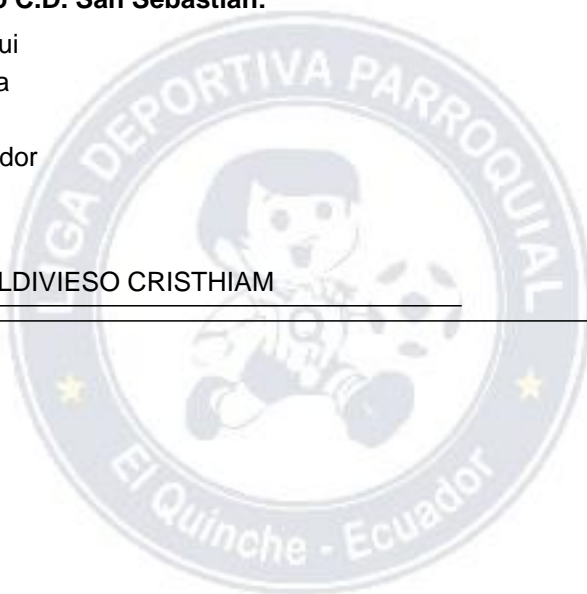 o C.D. San Sebastian.
ui
a
dor
LDIVIESO CRISTHIAM
LIGA DEPORTIVA PARROQUIAL
El Quinche - Ecuador